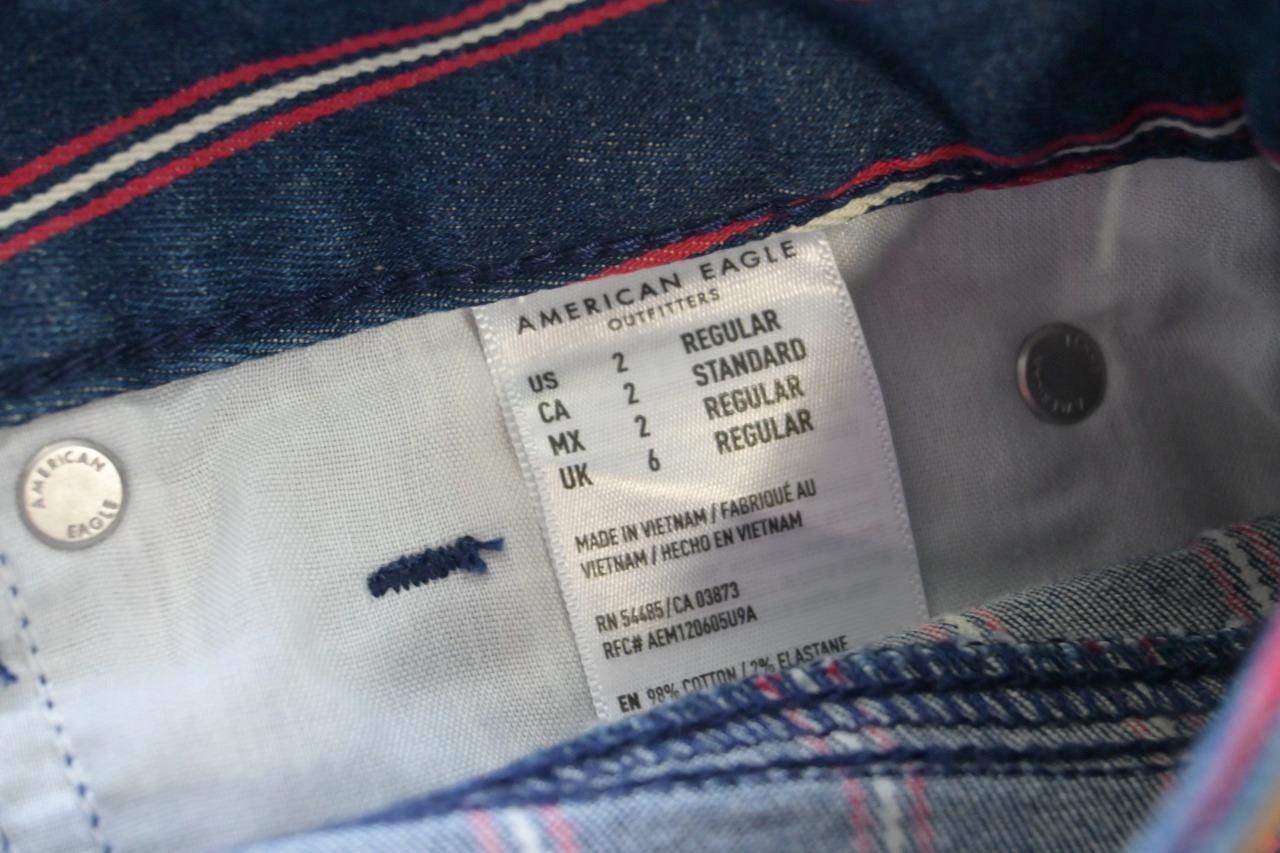 AMERICAN EAGLE
OUTFITTERS
US 2 REGULAR
CA 2 STANDARD
MX 2 REGULAR
UK 6 REGULAR
MADE IN VIETNAM / FABRIQUÉ AU
VIETNAM / HECHO EN VIETNAM
RN 54485 / CA 03873
RFC# AEM120605U9A
EN 98% COTTON / 2% ELASTANE
AMERICAN
EAGLE
AMERICAN